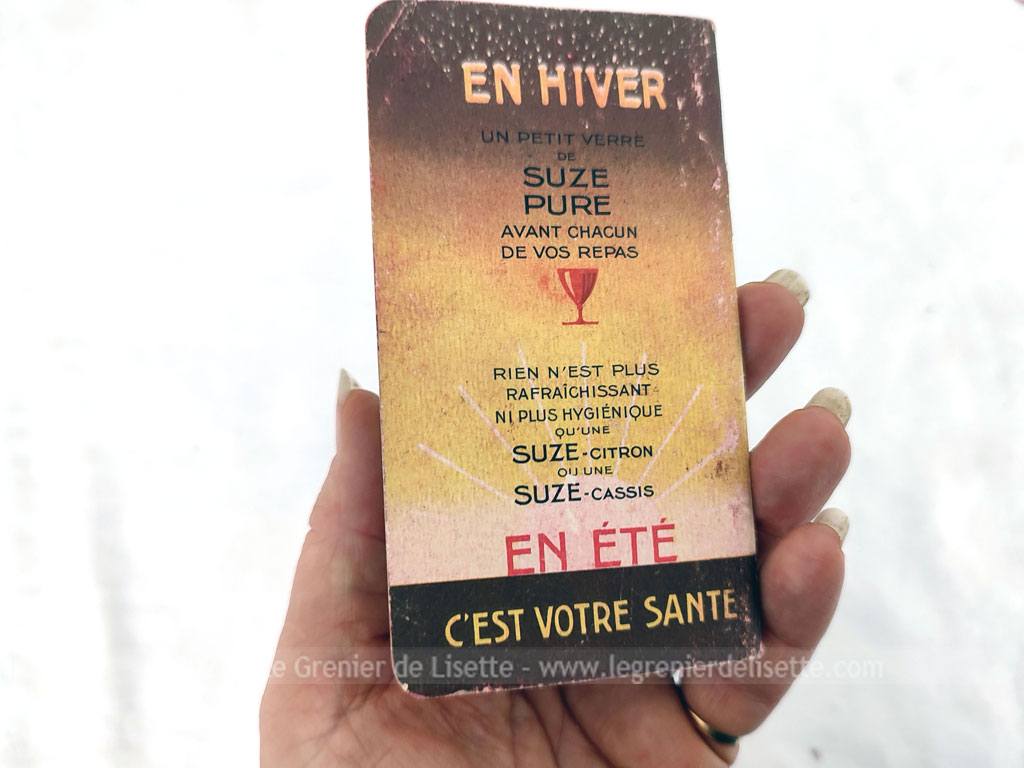 EN HIVER
UN PETIT VERRE
DE
SUZE
PURE
AVANT CHACUN
DE VOS REPAS
RIEN N'EST PLUS
RAFRAÎCHISSANT
NI PLUS HYGIÉNIQUE
QU'UNE
SUZE-CITRON
OU UNE
SUZE-CASSIS
EN ÉTÉ
C'EST VOTRE SANTÉ
Le Grenier de Lisette - www.legrenierdelisette.com